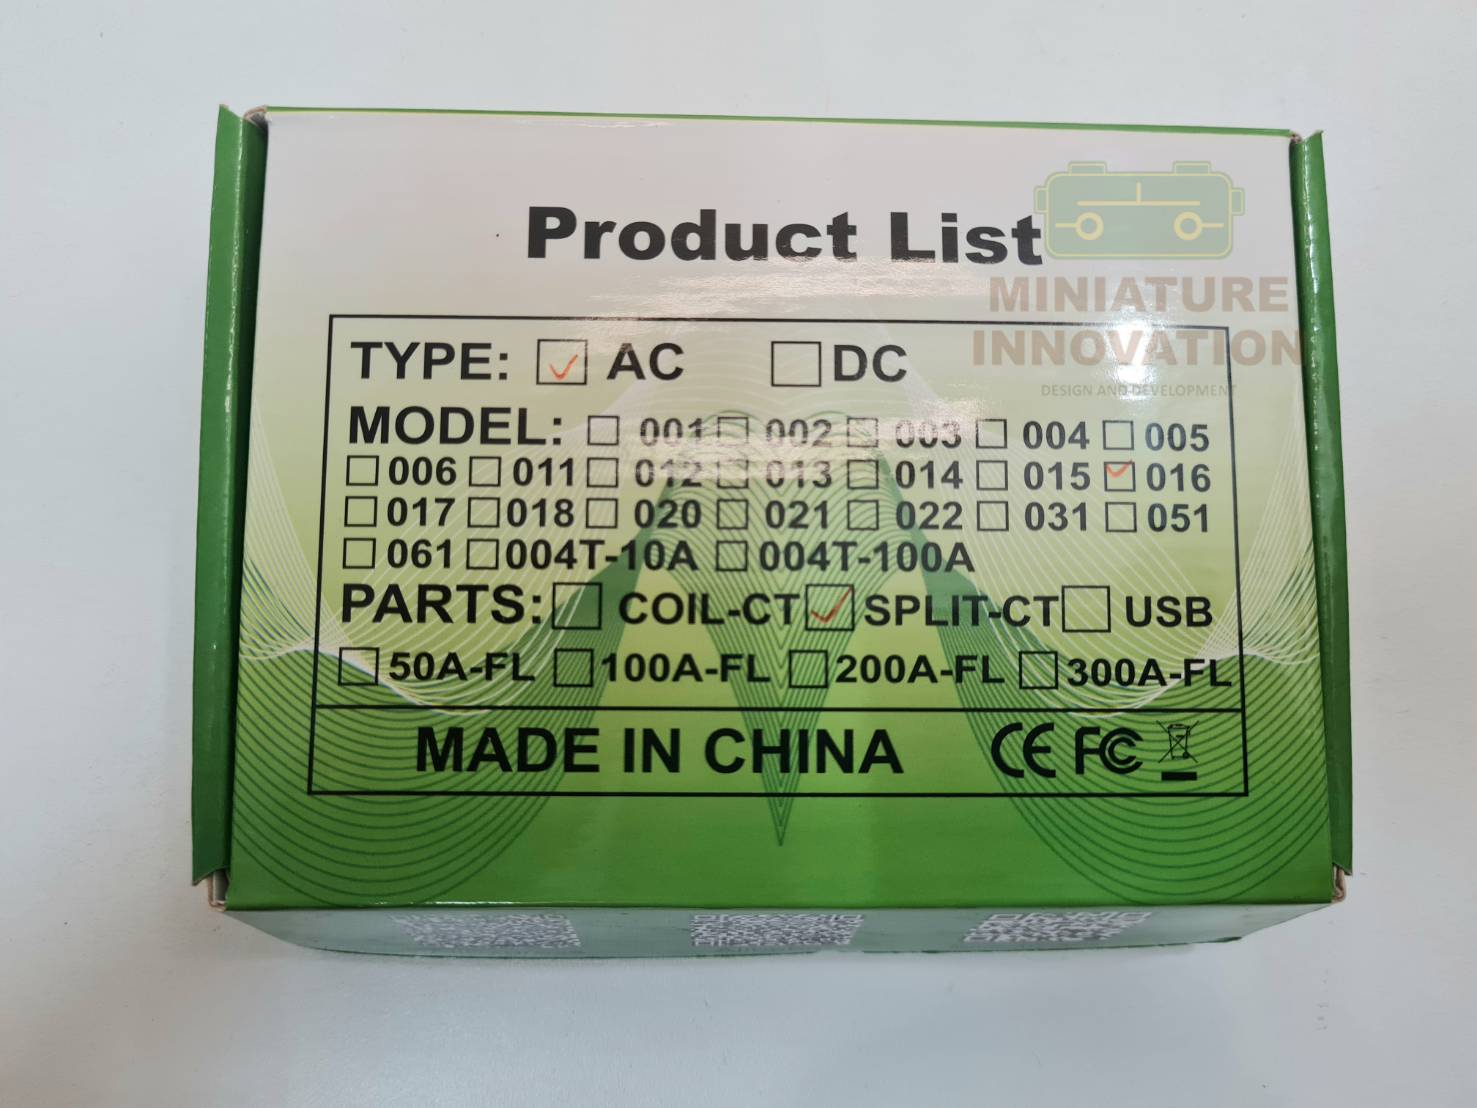 Product List
MINIATURE
INNOVATION
DESIGN AND DEVELOPMENT
TYPE: ☑ AC ☐ DC
MODEL: ☐ 001 ☐ 002 ☐ 003 ☐ 004 ☐ 005
☐ 006 ☐ 011 ☐ 012 ☐ 013 ☐ 014 ☐ 015 ☑ 016
☐ 017 ☐ 018 ☐ 020 ☐ 021 ☐ 022 ☐ 031 ☐ 051
☐ 061 ☐ 004T-10A ☐ 004T-100A
PARTS: ☐ COIL-CT ☑ SPLIT-CT ☐ USB
☐ 50A-FL ☐ 100A-FL ☐ 200A-FL ☐ 300A-FL
MADE IN CHINA CE FC